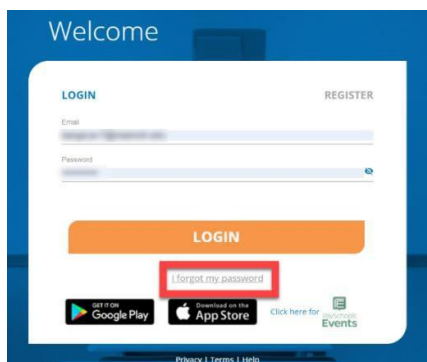 Welcome
LOGIN REGISTER
Email
Password
LOGIN
I forgot my password
GET IT ON
Google Play
Download on the
App Store
Click here for
Events
Privacy | Terms | Help